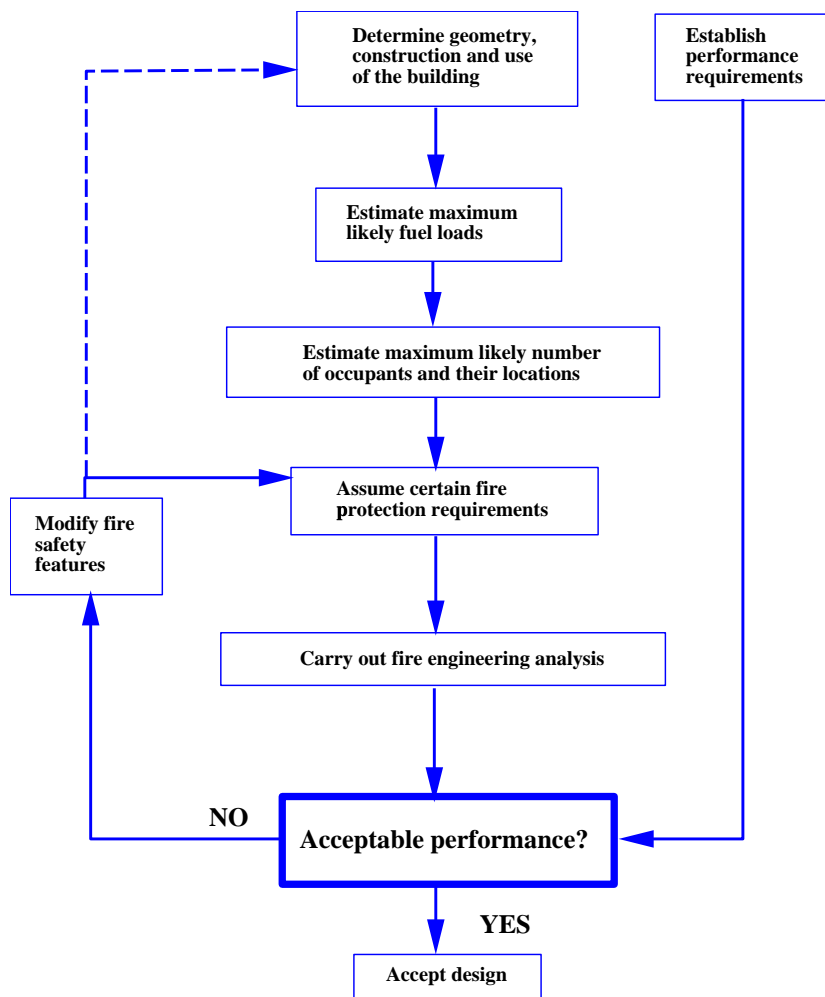 Determine geometry,
construction and use
of the building
Establish
performance
requirements
Estimate maximum
likely fuel loads
Estimate maximum likely number
of occupants and their locations
Assume certain fire
protection requirements
Modify fire
safety
features
Carry out fire engineering analysis
NO
Acceptable performance?
YES
Accept design